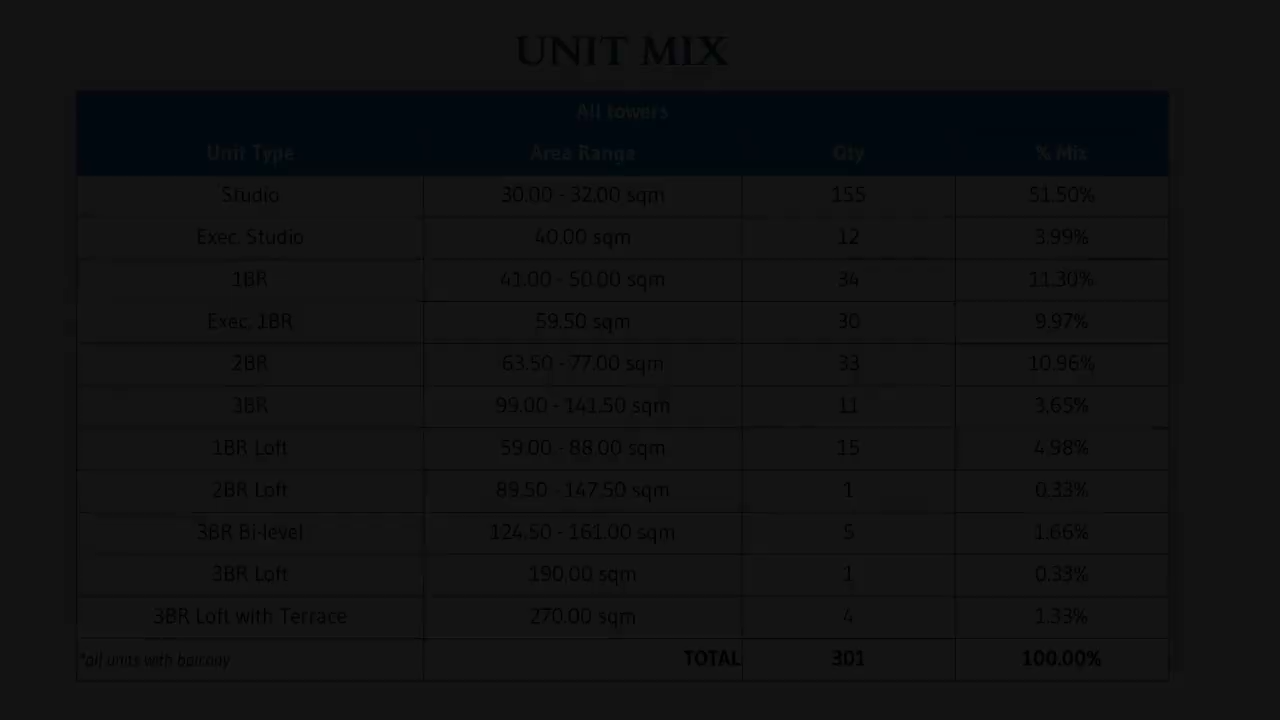 UNIT MIX
All towers
Unit Type Area Range Qty % Mix
Studio 30.00 - 32.00 sqm 155 51.50%
Exec. Studio 40.00 sqm 12 3.99%
1BR 41.00 - 50.00 sqm 34 11.30%
Exec. 1BR 59.50 sqm 30 9.97%
2BR 63.50 - 77.00 sqm 33 10.96%
3BR 99.00 - 141.50 sqm 11 3.65%
1BR Loft 59.00 - 88.00 sqm 15 4.98%
2BR Loft 89.50 - 147.50 sqm 1 0.33%
3BR Bi-level 124.50 - 161.00 sqm 5 1.66%
3BR Loft 190.00 sqm 1 0.33%
3BR Loft with Terrace 270.00 sqm 4 1.33%
*all units with balcony TOTAL 301 100.00%